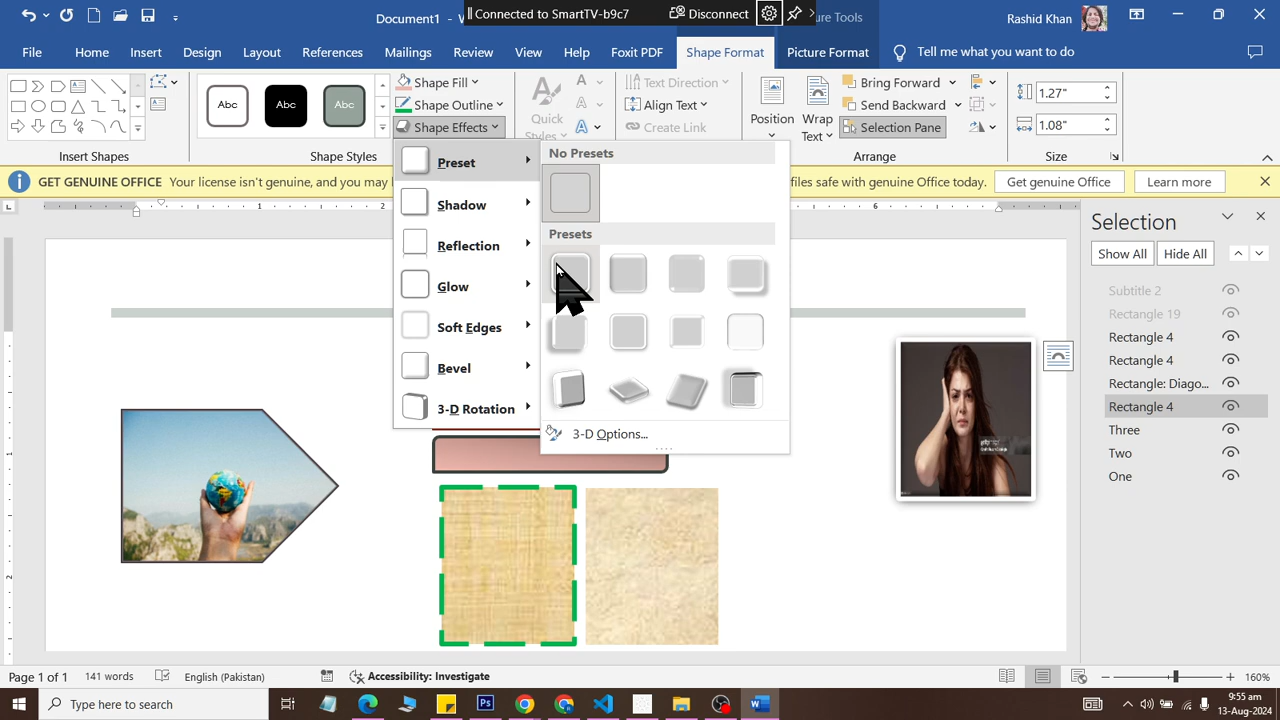 Document1 - W
Connected to SmartTV-b9c7
Disconnect
ure Tools
Rashid Khan
File
Home
Insert
Design
Layout
References
Mailings
Review
View
Help
Foxit PDF
Shape Format
Picture Format
Tell me what you want to do
Abc
Abc
Abc
Shape Fill
Shape Outline
Shape Effects
Quick
Styles
A
A
A
Text Direction
Align Text
Create Link
Position
Wrap
Text
Bring Forward
Send Backward
Selection Pane
1.27"
1.08"
Insert Shapes
Shape Styles
Arrange
Size
GET GENUINE OFFICE Your license isn't genuine, and you may
files safe with genuine Office today.
Get genuine Office
Learn more
Preset
Shadow
Reflection
Glow
Soft Edges
Bevel
3-D Rotation
No Presets
Presets
3-D Options...
1
2
6
2
Selection
Show All
Hide All
Subtitle 2
Rectangle 19
Rectangle 4
Rectangle 4
Rectangle: Diago...
Rectangle 4
Three
Two
One
Page 1 of 1
141 words
English (Pakistan)
Accessibility: Investigate
160%
Type here to search
9:55 am
13-Aug-2024